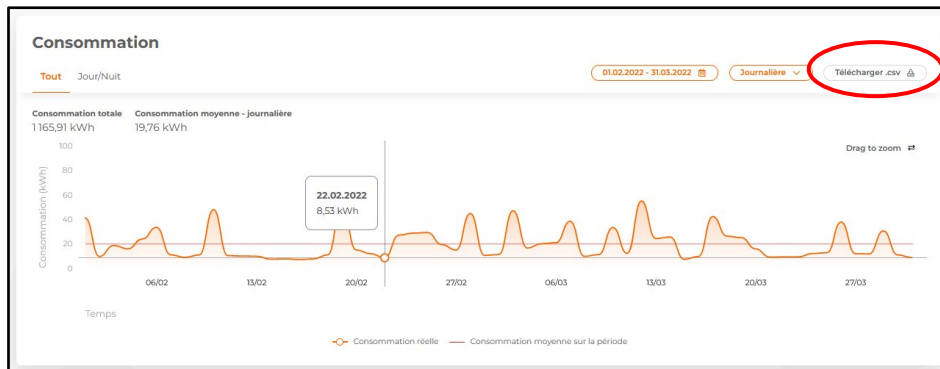 Consommation
Tout Jour/Nuit
01.02.2022 - 31.03.2022 Journalière Télécharger .csv
Consommation totale Consommation moyenne - journalière
1 165,91 kWh 19,76 kWh
Drag to zoom
Consommation (kWh)
100
80
60
40
20
0
22.02.2022
8,53 kWh
06/02 13/02 20/02 27/02 06/03 13/03 20/03 27/03
Temps
Consommation réelle Consommation moyenne sur la période